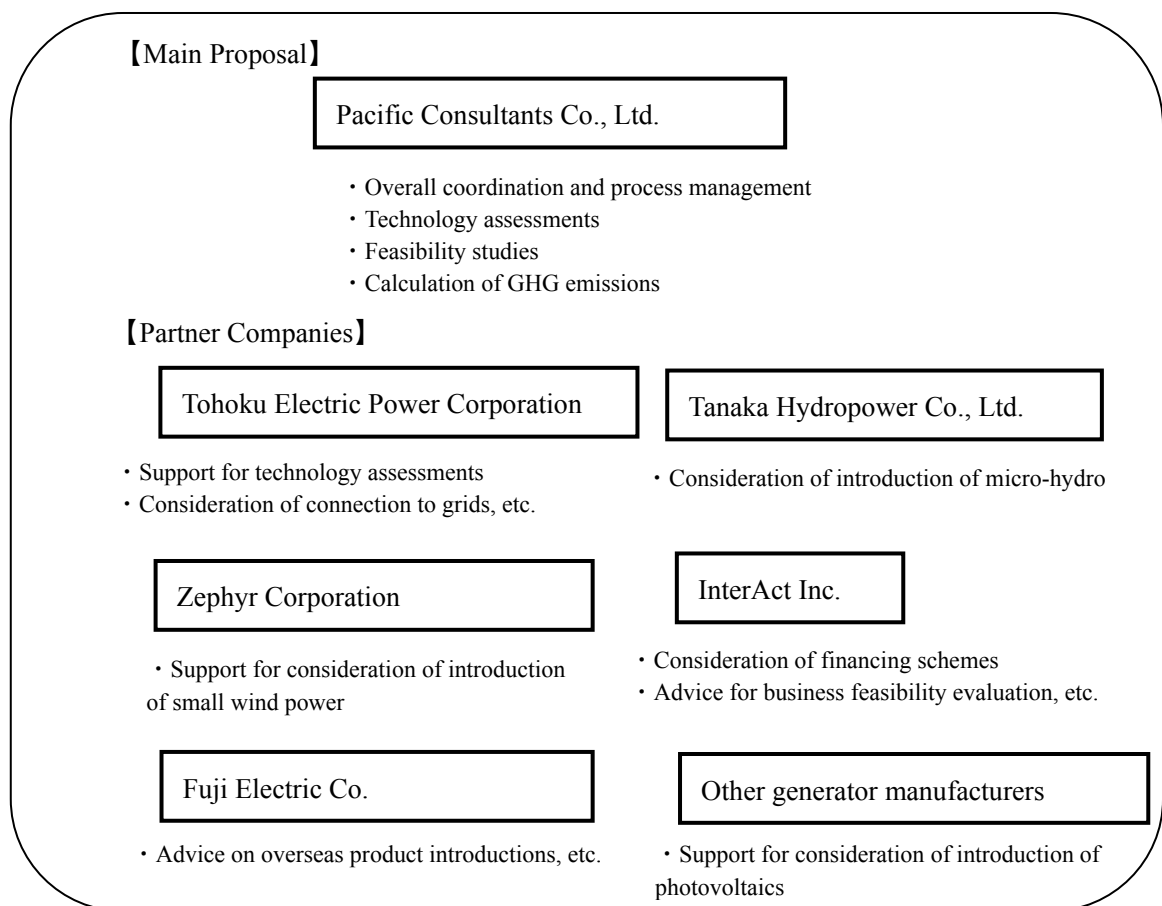 【Main Proposal】
Pacific Consultants Co., Ltd.
・Overall coordination and process management
・Technology assessments
・Feasibility studies
・Calculation of GHG emissions
【Partner Companies】
Tohoku Electric Power Corporation
・Support for technology assessments
・Consideration of connection to grids, etc.
Tanaka Hydropower Co., Ltd.
・Consideration of introduction of micro-hydro
Zephyr Corporation
・Support for consideration of introduction
of small wind power
InterAct Inc.
・Consideration of financing schemes
・Advice for business feasibility evaluation, etc.
Fuji Electric Co.
・Advice on overseas product introductions, etc.
Other generator manufacturers
・Support for consideration of introduction of
photovoltaics